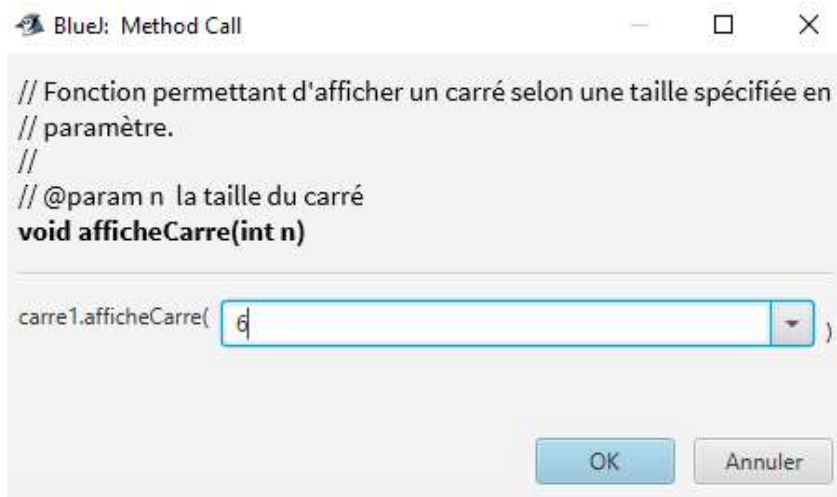 BlueJ: Method Call
// Fonction permettant d'afficher un carré selon une taille spécifiée en
// paramètre.
//
// @param n la taille du carré
void afficheCarre(int n)
carre1.afficheCarre( 6 )
OK Annuler